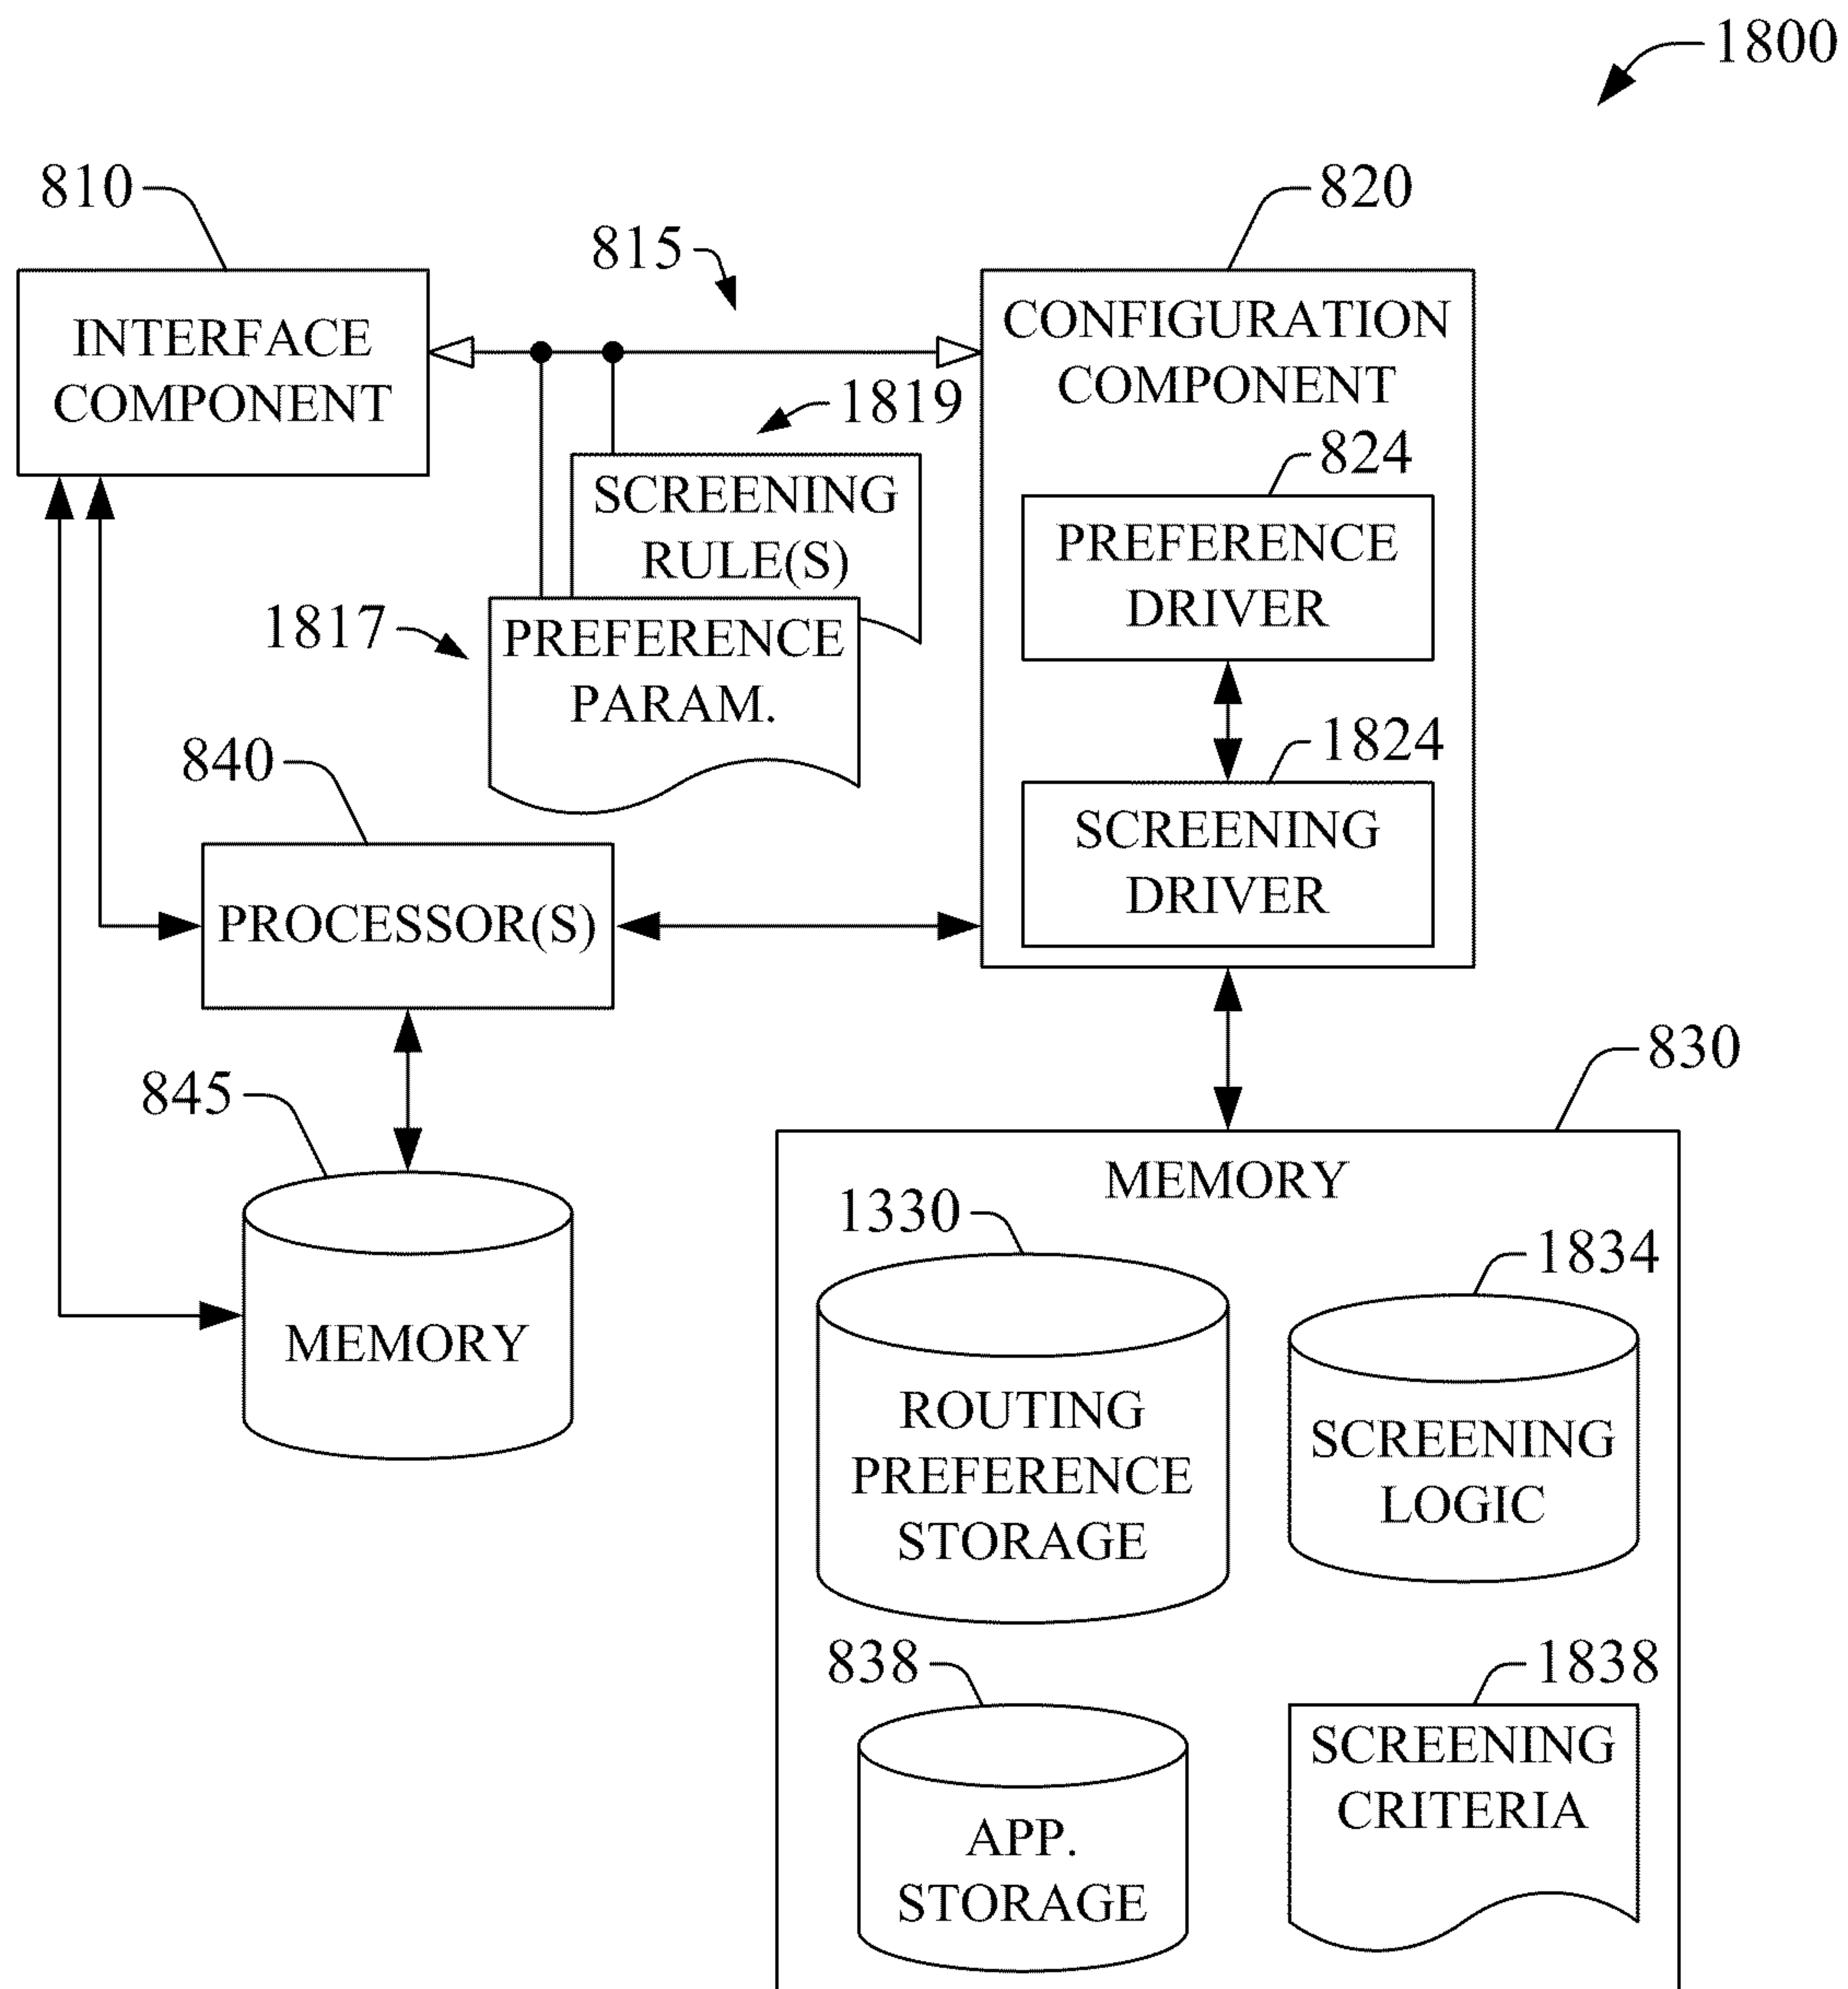 1800
810
820
815
INTERFACE
COMPONENT
CONFIGURATION
COMPONENT
1819
824
SCREENING
RULE(S)
PREFERENCE
DRIVER
1817
PREFERENCE
PARAM.
840
1824
SCREENING
DRIVER
PROCESSOR(S)
830
845
MEMORY
1330
1834
MEMORY
ROUTING
PREFERENCE
STORAGE
SCREENING
LOGIC
838
1838
SCREENING
CRITERIA
APP.
STORAGE